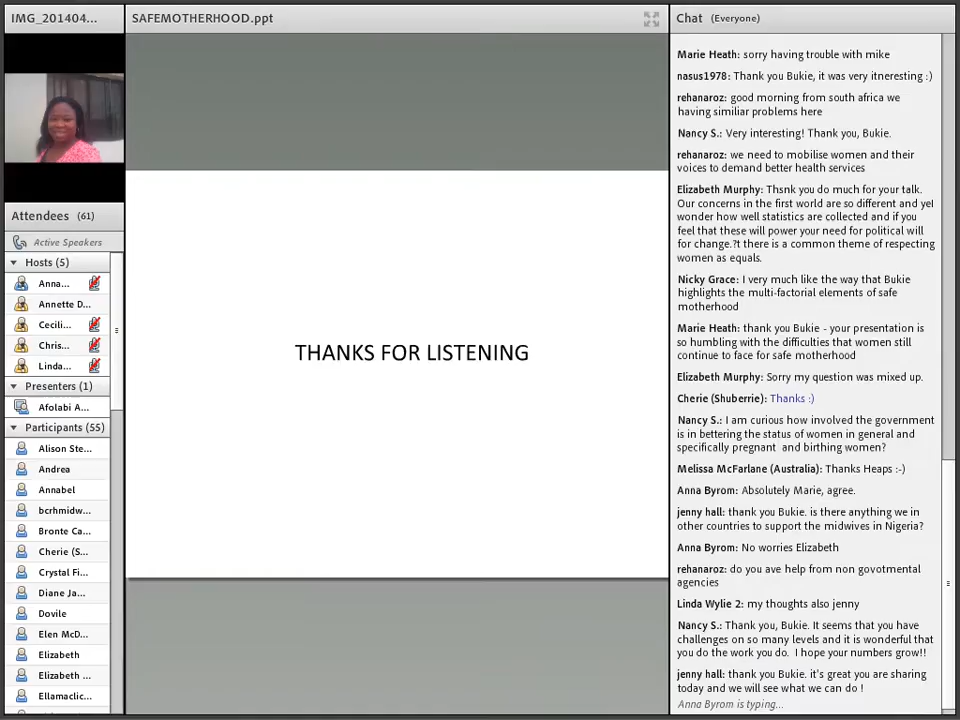 IMG_201404...
SAFEMOTHERHOOD.ppt
Chat (Everyone)
Attendees (61)
Active Speakers
Hosts (5)
Anna...
Annette D...
Cecili...
Chris...
Linda...
Presenters (1)
Afolabi A...
Participants (55)
Alison Ste...
Andrea
Annabel
bcrhmidw...
Bronte Ca...
Cherie (S...
Crystal Fi...
Diane Ja...
Dovile
Elen McD...
Elizabeth
Elizabeth ...
Ellamaclic...
THANKS FOR LISTENING
Marie Heath: sorry having trouble with mike
nasus1978: Thank you Bukie, it was very itneresting :)
rehanaroz: good morning from south africa we
having similiar problems here
Nancy S.: Very interesting! Thank you, Bukie.
rehanaroz: we need to mobilise women and their
voices to demand better health services
Elizabeth Murphy: Thsnk you do much for your talk.
Our concerns in the first world are so different and yeI
wonder how well statistics are collected and if you
feel that these will power your need for political will
for change.?t there is a common theme of respecting
women as equals.
Nicky Grace: I very much like the way that Bukie
highlights the multi-factorial elements of safe
motherhood
Marie Heath: thank you Bukie - your presentation is
so humbling with the difficulties that women still
continue to face for safe motherhood
Elizabeth Murphy: Sorry my question was mixed up.
Cherie (Shuberrie): Thanks :)
Nancy S.: I am curious how involved the government
is in bettering the status of women in general and
specifically pregnant and birthing women?
Melissa McFarlane (Australia): Thanks Heaps :-)
Anna Byrom: Absolutely Marie, agree.
jenny hall: thank you Bukie. is there anything we in
other countries to support the midwives in Nigeria?
Anna Byrom: No worries Elizabeth
rehanaroz: do you ave help from non govotmental
agencies
Linda Wylie 2: my thoughts also jenny
Nancy S.: Thank you, Bukie. It seems that you have
challenges on so many levels and it is wonderful that
you do the work you do. I hope your numbers grow!!
jenny hall: thank you Bukie. it's great you are sharing
today and we will see what we can do !
Anna Byrom is typing...